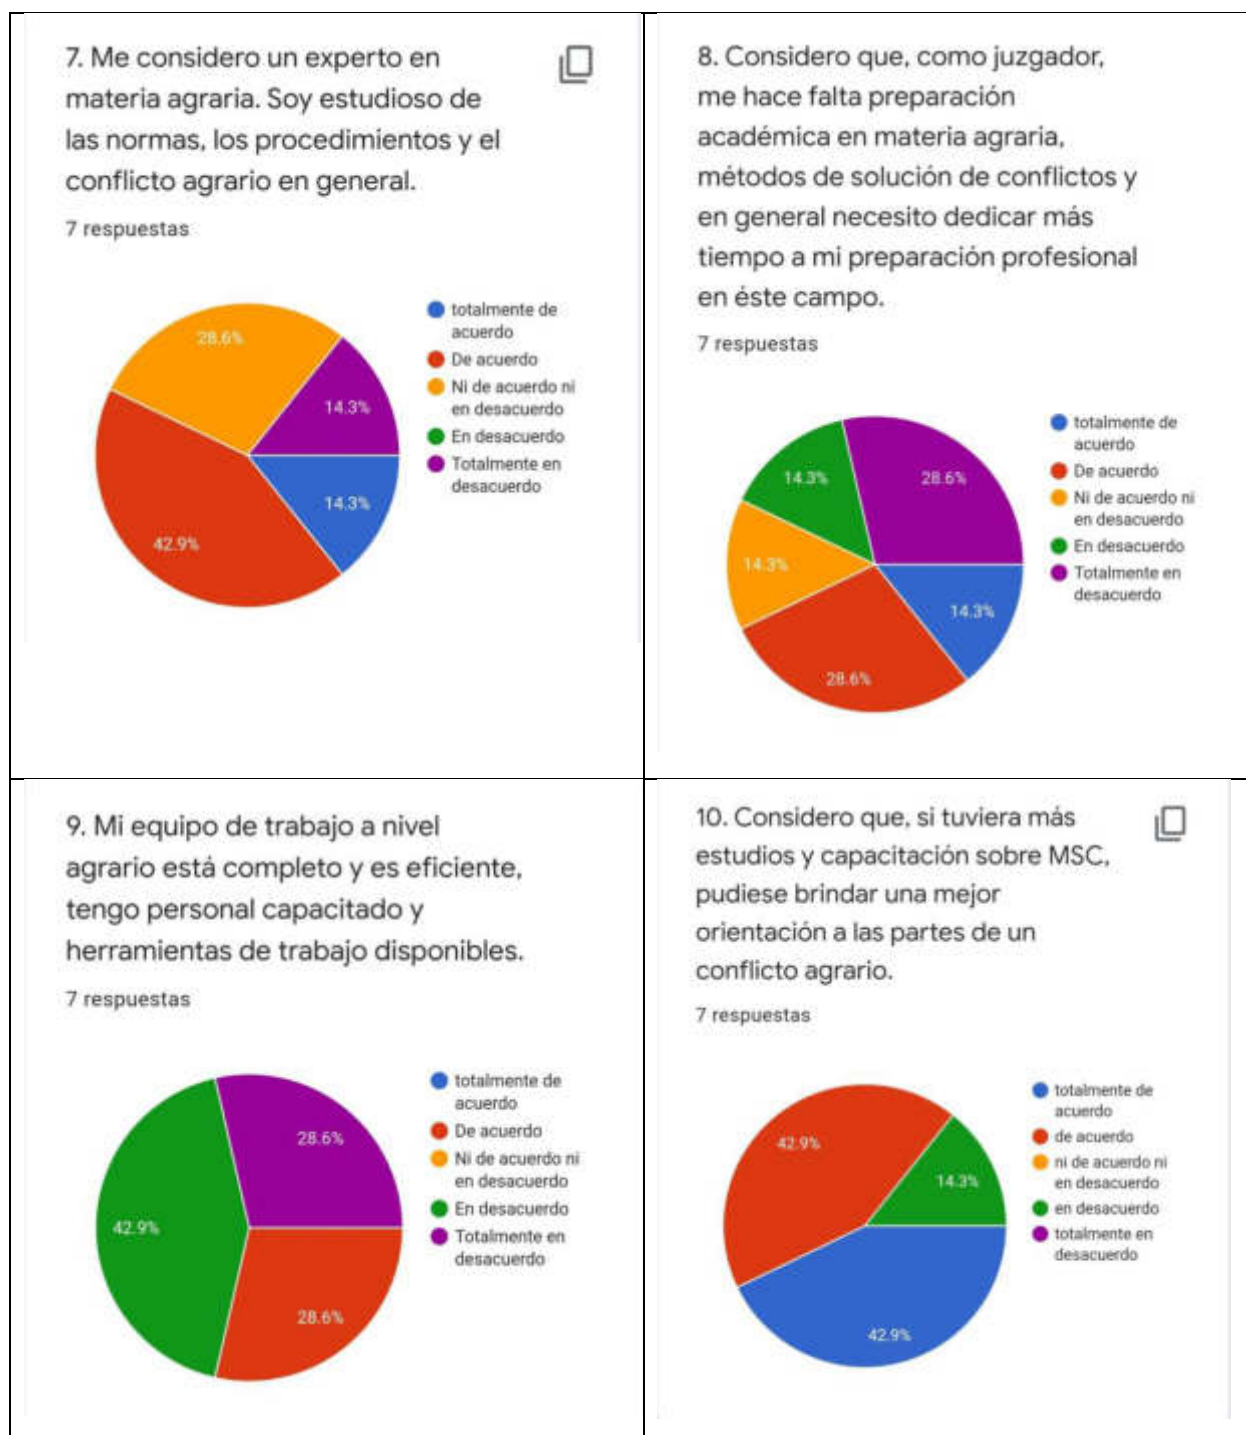 7. Me considero un experto en
materia agraria. Soy estudioso de
las normas, los procedimientos y el
conflicto agrario en general.
7 respuestas
28.6%
14.3%
14.3%
42.9%
totalmente de
acuerdo
De acuerdo
Ni de acuerdo ni
en desacuerdo
En desacuerdo
Totalmente en
desacuerdo
8. Considero que, como juzgador,
me hace falta preparación
académica en materia agraria,
métodos de solución de conflictos y
en general necesito dedicar más
tiempo a mi preparación profesional
en éste campo.
7 respuestas
14.3%
28.6%
14.3%
14.3%
28.6%
totalmente de
acuerdo
De acuerdo
Ni de acuerdo ni
en desacuerdo
En desacuerdo
Totalmente en
desacuerdo
9. Mi equipo de trabajo a nivel
agrario está completo y es eficiente,
tengo personal capacitado y
herramientas de trabajo disponibles.
7 respuestas
28.6%
42.9%
28.6%
totalmente de
acuerdo
De acuerdo
Ni de acuerdo ni
en desacuerdo
En desacuerdo
Totalmente en
desacuerdo
10. Considero que, si tuviera más
estudios y capacitación sobre MSC,
pudiese brindar una mejor
orientación a las partes de un
conflicto agrario.
7 respuestas
42.9%
14.3%
42.9%
totalmente de
acuerdo
de acuerdo
ni de acuerdo ni
en desacuerdo
en desacuerdo
totalmente en
desacuerdo